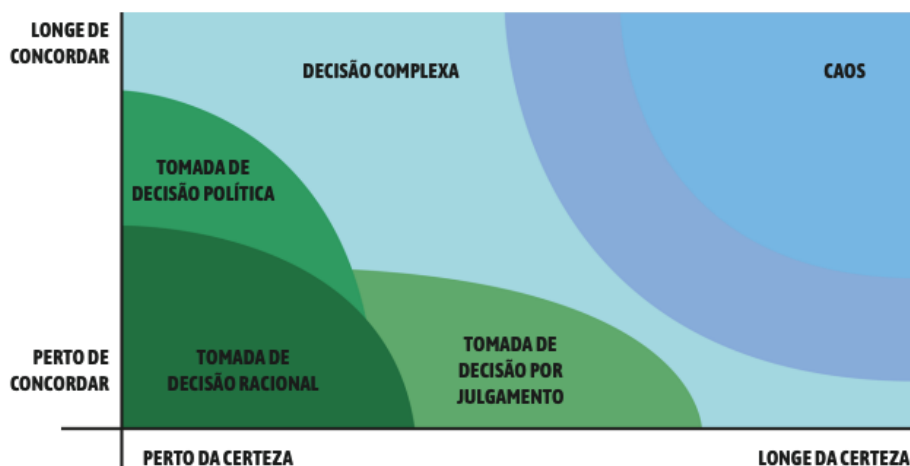 LONGE DE
CONCORDAR
DECISÃO COMPLEXA
CAOS
TOMADA DE
DECISÃO POLÍTICA
PERTO DE
CONCORDAR
TOMADA DE
DECISÃO RACIONAL
TOMADA DE
DECISÃO POR
JULGAMENTO
PERTO DA CERTEZA
LONGE DA CERTEZA